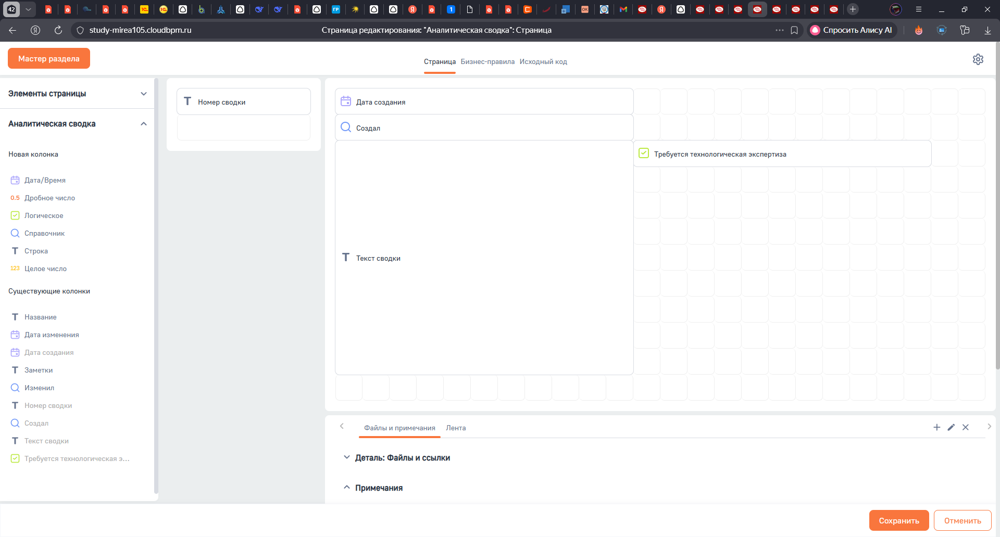 42
study-mirea105.cloudbpm.ru
Страница редактирования: "Аналитическая сводка": Страница
Спросить Алису AI
Мастер раздела
Страница
Бизнес-правила
Исходный код
Элементы страницы
Аналитическая сводка
Новая колонка
Дата/Время
0.5 Дробное число
Логическое
Справочник
Строка
123 Целое число
Существующие колонки
Название
Дата изменения
Дата создания
Заметки
Изменил
Номер сводки
Создал
Текст сводки
Требуется технологическая э...
Номер сводки
Дата создания
Создал
Требуется технологическая экспертиза
Текст сводки
Файлы и примечания
Лента
Деталь: Файлы и ссылки
Примечания
Сохранить
Отменить